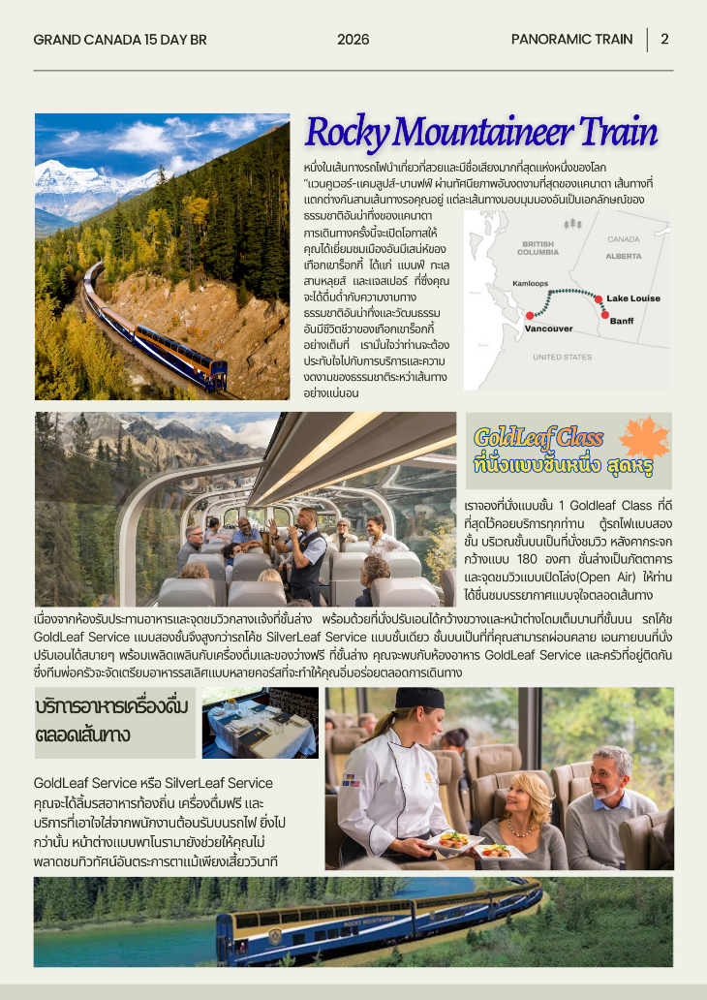 GRAND CANADA 15 DAY BR
2026
PANORAMIC TRAIN
2
Rocky Mountaineer Train
หนึ่งในเส้นทางรถไฟนำเที่ยวที่สวยและมีชื่อเสียงมากที่สุดแห่งหนึ่งของโลก
“แวนคูเวอร์-แคมลูปส์-บานฟฟ์ ผ่านทัศนียภาพอันงดงามที่สุดของแคนาดา เส้นทางที่
แตกต่างกันสามเส้นทางรอคุณอยู่ แต่ละเส้นทางมอบมุมมองอันเป็นเอกลักษณ์ของ
ธรรมชาติอันน่าทึ่งของแคนาดา
การเดินทางครั้งนี้จะเปิดโอกาสให้
คุณได้เยี่ยมชมเมืองอันมีเสน่ห์ของ
เทือกเขาร็อกกี้ ได้แก่ แบนฟ์ ทะเล
สาบหลุยส์ และแจสเปอร์ ที่ซึ่งคุณ
จะได้ดื่มด่ำกับความงามทาง
ธรรมชาติอันน่าทึ่งและวัฒนธรรม
อันมีชีวิตชีวาของเทือกเขาร็อกกี้
อย่างเต็มที่ เรามั่นใจว่าท่านจะต้อง
ประทับใจไปกับการบริการและความ
งดงามของธรรมชาติระหว่าเส้นทาง
อย่างแน่นอน
BRITISH
COLUMBIA
CANADA
ALBERTA
Kamloops
Lake Louise
Banff
Vancouver
UNITED STATES
GoldLeaf Class
ที่นั่งแบบชั้นหนึ่ง สุดหรู
เราจองที่นั่งแบบชั้น 1 Goldleaf Class ที่ดี
ที่สุดไว้คอยบริการทุกท่าน ตู้รถไฟแบบสอง
ชั้น บริเวณชั้นบนเป็นที่นั่งชมวิว หลังคากระจก
กว้างแบบ 180 องศา ชั้นล่างเป็นภัตตาคาร
และจุดชมวิวแบบเปิดโล่ง(Open Air) ให้ท่าน
ได้ชื่นชมบรรยากาศแบบจุใจตลอดเส้นทาง
เนื่องจากห้องรับประทานอาหารและจุดชมวิวกลางแจ้งที่ชั้นล่าง พร้อมด้วยที่นั่งปรับเอนได้กว้างขวางและหน้าต่างโดมเต็มบานที่ชั้นบน รถโค้ช
GoldLeaf Service แบบสองชั้นจึงสูงกว่ารถโค้ช SilverLeaf Service แบบชั้นเดียว ชั้นบนเป็นที่ที่คุณสามารถผ่อนคลาย เอนกายบนที่นั่ง
ปรับเอนได้สบายๆ พร้อมเพลิดเพลินกับเครื่องดื่มและของว่างฟรี ที่ชั้นล่าง คุณจะพบกับห้องอาหาร GoldLeaf Service และครัวที่อยู่ติดกัน
ซึ่งทีมพ่อครัวจะจัดเตรียมอาหารรสเลิศแบบหลายคอร์สที่จะทำให้คุณอิ่มอร่อยตลอดการเดินทาง
บริการอาหารเครื่องดื่ม
ตลอดเส้นทาง
GoldLeaf Service หรือ SilverLeaf Service
คุณจะได้ลิ้มรสอาหารท้องถิ่น เครื่องดื่มฟรี และ
บริการที่เอาใจใส่จากพนักงานต้อนรับบนรถไฟ ยิ่งไป
กว่านั้น หน้าต่างแบบพาโนรามายังช่วยให้คุณไม่
พลาดชมทิวทัศน์อันตระการตาแม้เพียงเสี้ยววินาที
ROCKY MOUNTAINEER